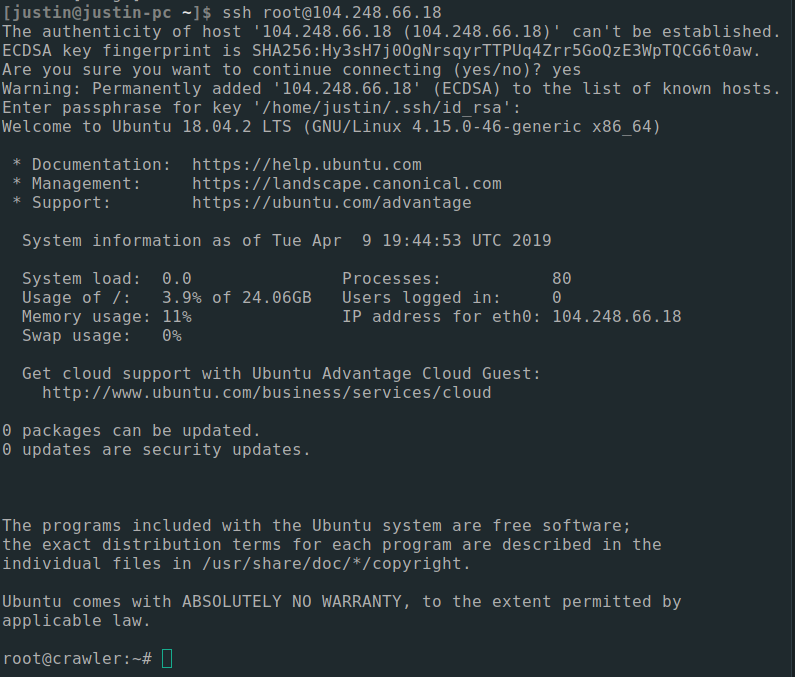 [justin@justin-pc ~]$ ssh root@104.248.66.18
The authenticity of host '104.248.66.18 (104.248.66.18)' can't be established.
ECDSA key fingerprint is SHA256:Hy3sH7j0OgNrsqyrTTPUq4Zrr5GoQzE3WpTQCG6t0aw.
Are you sure you want to continue connecting (yes/no)? yes
Warning: Permanently added '104.248.66.18' (ECDSA) to the list of known hosts.
Enter passphrase for key '/home/justin/.ssh/id_rsa':
Welcome to Ubuntu 18.04.2 LTS (GNU/Linux 4.15.0-46-generic x86_64)

 * Documentation:  https://help.ubuntu.com
 * Management:     https://landscape.canonical.com
 * Support:        https://ubuntu.com/advantage

  System information as of Tue Apr  9 19:44:53 UTC 2019

  System load:  0.0               Processes:           80
  Usage of /:   3.9% of 24.06GB   Users logged in:     0
  Memory usage: 11%               IP address for eth0: 104.248.66.18
  Swap usage:   0%

  Get cloud support with Ubuntu Advantage Cloud Guest:
    http://www.ubuntu.com/business/services/cloud

0 packages can be updated.
0 updates are security updates.

The programs included with the Ubuntu system are free software;
the exact distribution terms for each program are described in the
individual files in /usr/share/doc/*/copyright.

Ubuntu comes with ABSOLUTELY NO WARRANTY, to the extent permitted by
applicable law.

root@crawler:~#